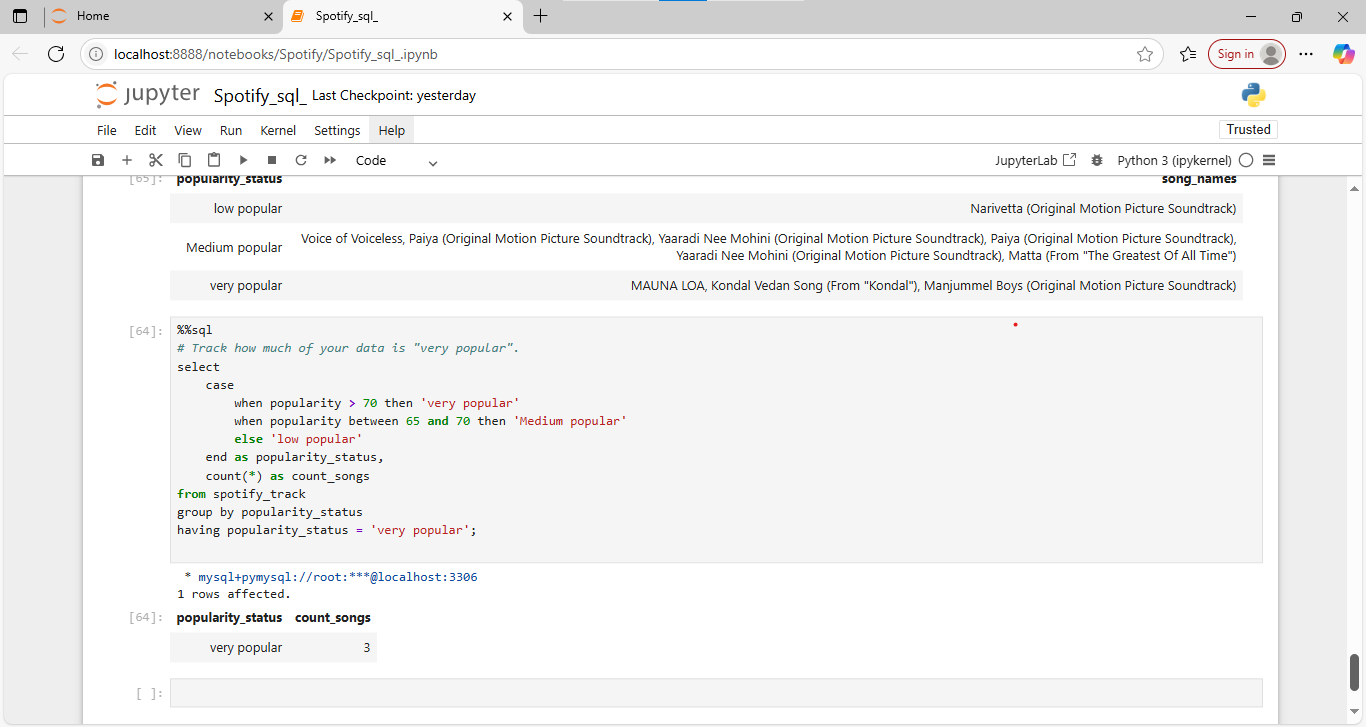 Home
Spotify_sql_
localhost:8888/notebooks/Spotify/Spotify_sql_.ipynb
Sign in
jupyter Spotify_sql_ Last Checkpoint: yesterday
File Edit View Run Kernel Settings Help
Trusted
Code
JupyterLab
Python 3 (ipykernel)
[65]: popularity_status song_names
low popular Narivetta (Original Motion Picture Soundtrack)
Medium popular Voice of Voiceless, Paiya (Original Motion Picture Soundtrack), Yaaradi Nee Mohini (Original Motion Picture Soundtrack), Paiya (Original Motion Picture Soundtrack),
Yaaradi Nee Mohini (Original Motion Picture Soundtrack), Matta (From "The Greatest Of All Time")
very popular MAUNA LOA, Kondal Vedan Song (From "Kondal"), Manjummel Boys (Original Motion Picture Soundtrack)
[64]: %%sql
# Track how much of your data is "very popular".
select
case
when popularity > 70 then 'very popular'
when popularity between 65 and 70 then 'Medium popular'
else 'low popular'
end as popularity_status,
count(*) as count_songs
from spotify_track
group by popularity_status
having popularity_status = 'very popular';
* mysql+pymysql://root:***@localhost:3306
1 rows affected.
[64]: popularity_status count_songs
very popular 3
[ ]: